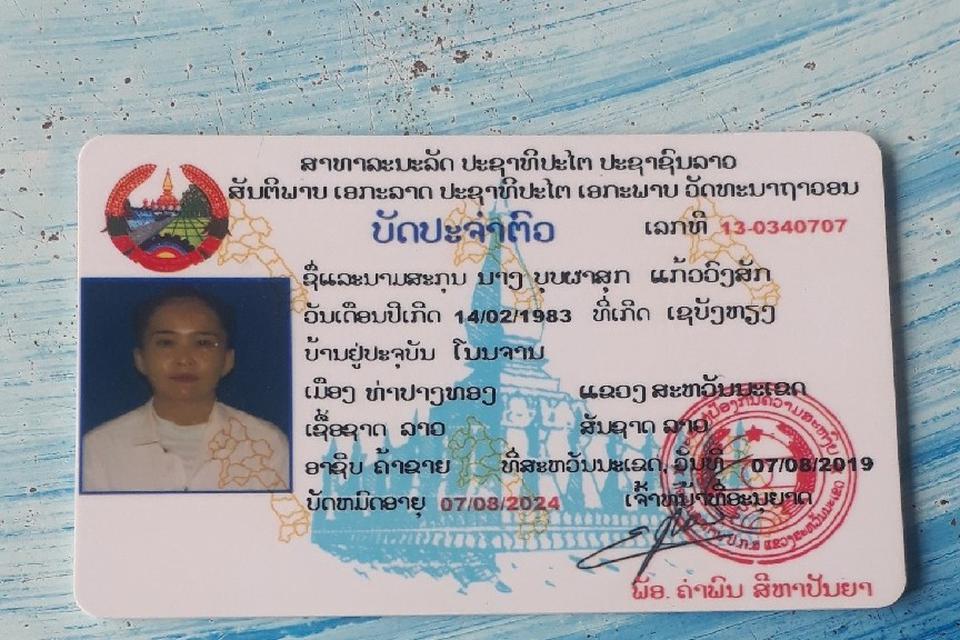 ສາທາລະນະລັດ ປະຊາທິປະໄຕ ປະຊາຊົນລາວ
ສັນຕິພາບ ເອກະລາດ ປະຊາທິປະໄຕ ເອກະພາບ ວັດທະນາຖາວອນ
ບັດປະຈຳຕົວ ເລກທີ 13-0340707
ຊື່ແລະນາມສະກຸນ ນາງ ບຸບຜາສຸກ ແກ້ວວົງສັກ
ວັນເດືອນປີເກີດ 14/02/1983 ທີ່ເກີດ ເຊບັ້ງຫຽງ
ບ້ານຢູ່ປະຈຸບັນ ໂນນຈານ
ເມືອງ ທ່າປາງທອງ ແຂວງ ສະຫວັນນະເຂດ
ເຊື້ອຊາດ ລາວ ສັນຊາດ ລາວ
ອາຊີບ ຄ້າຂາຍ ທີ່ສະຫວັນນະເຂດ, ວັນທີ 07/08/2019
ບັດຫມົດອາຍຸ 07/08/2024 ເຈົ້າຫນ້າທີ່ອະນຸຍາດ
ພັອ. ຄຳພົນ ສີຫາປັນຍາ